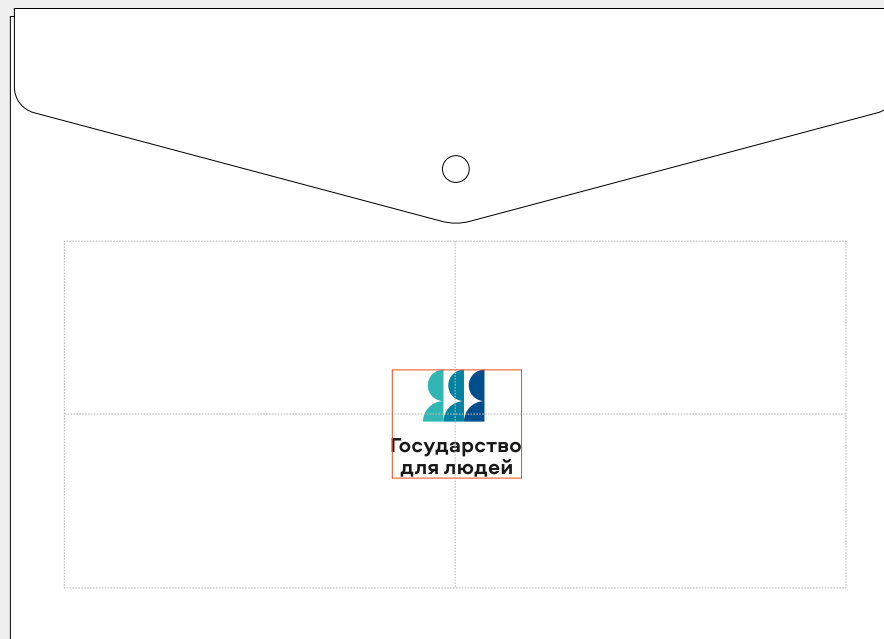 Государство
для людей